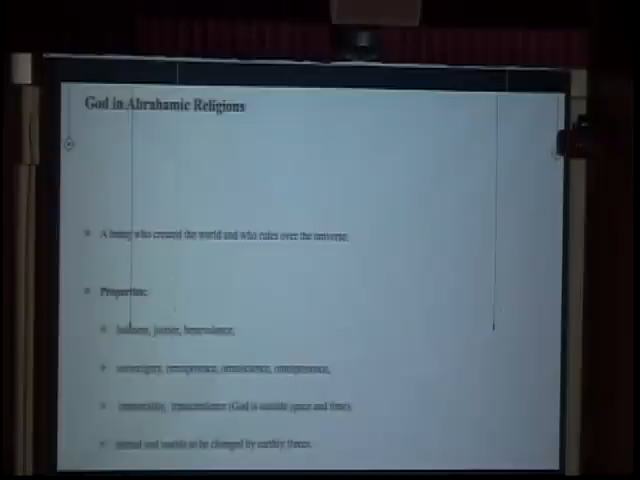 God in Abrahamic Religions
A being who created the world and who rules over the universe.
Properties:
holiness, justice, benevolence,
sovereignty, omnipotence, omniscience, omnipresence,
immortality, transcendence (God is outside space and time)
eternal and unable to be changed by earthly forces.